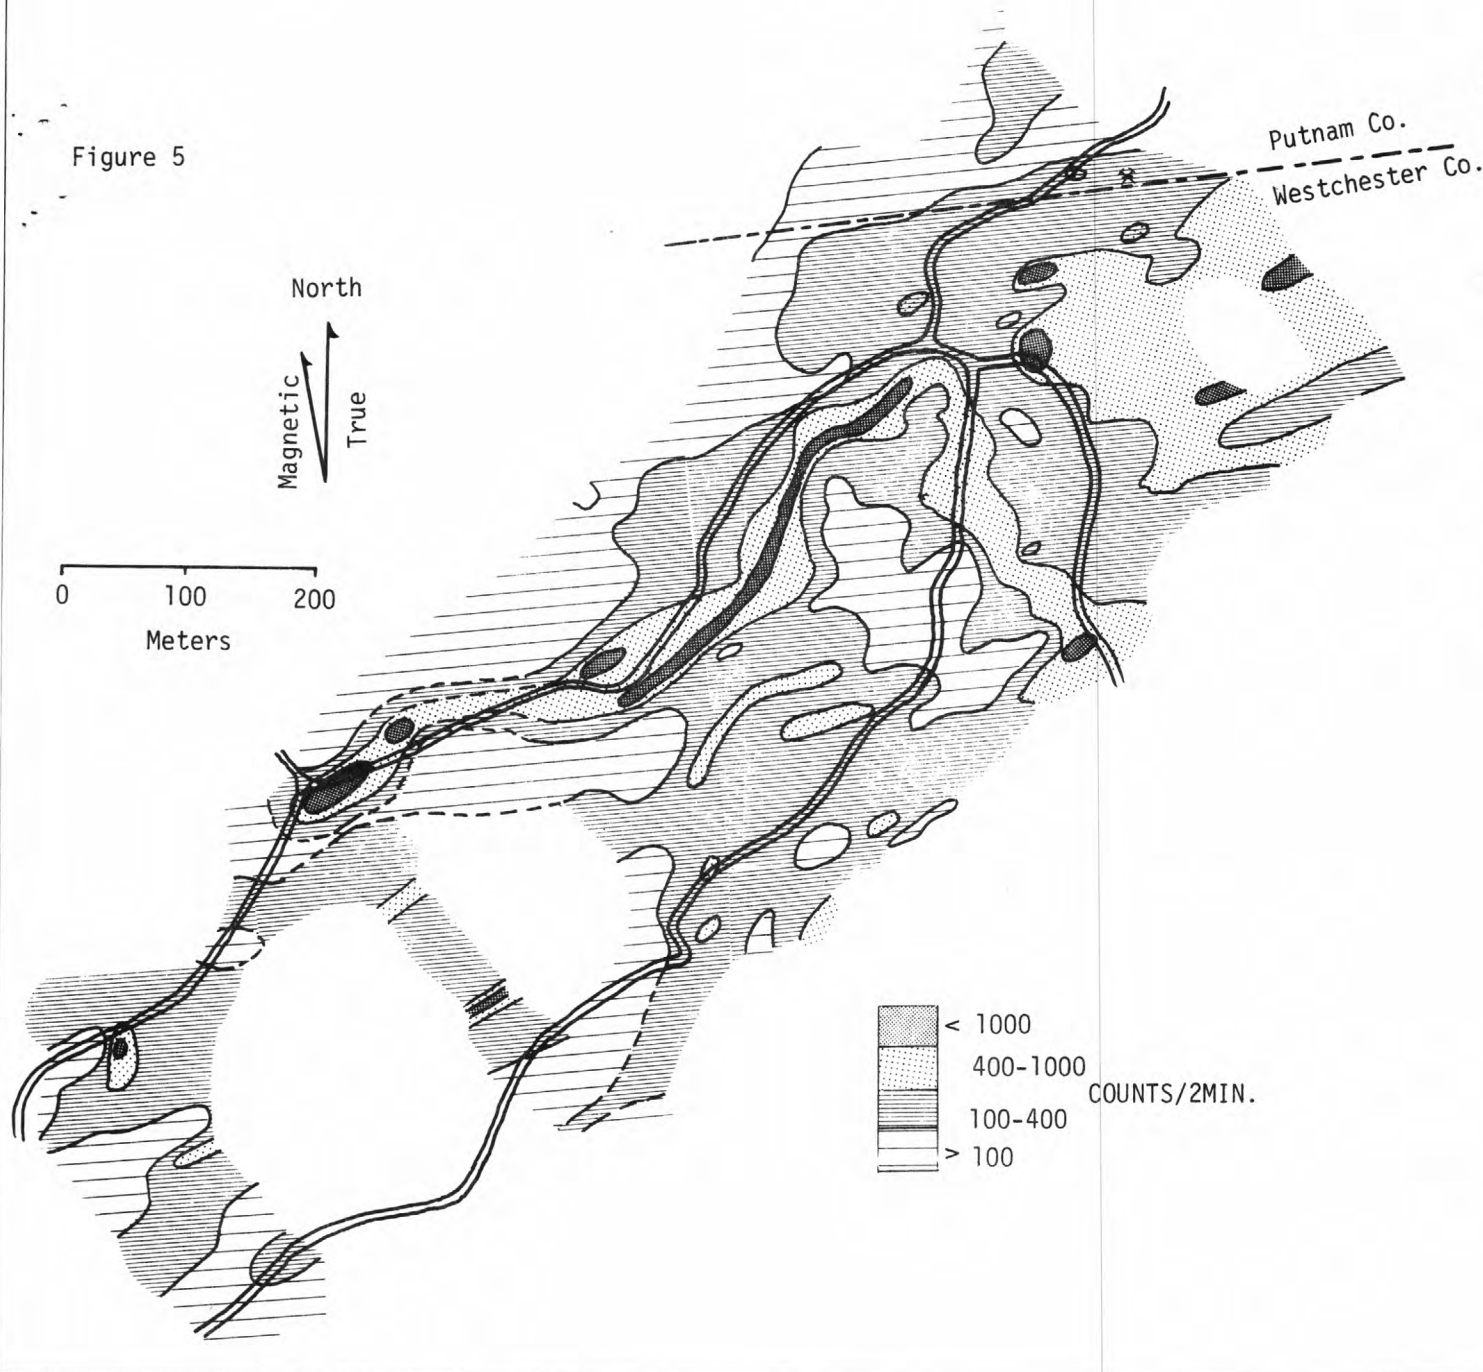 Figure 5
Putnam Co.
Westchester Co.
North
Magnetic
True
0 100 200
Meters
< 1000
400-1000
COUNTS/2MIN.
100-400
> 100